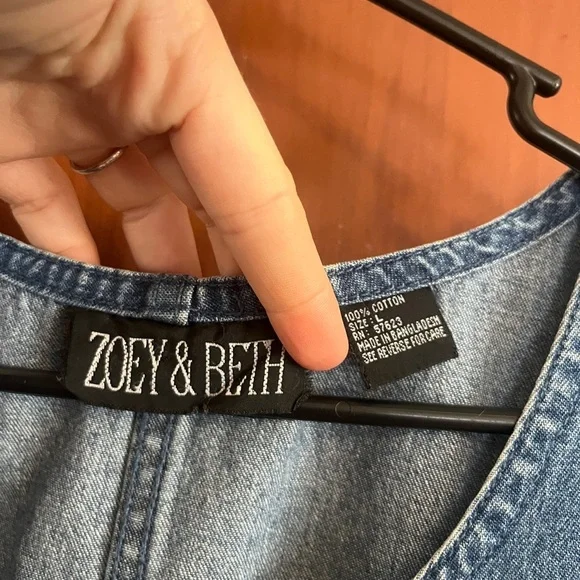 ZOEY & BETH
100% COTTON
SIZE: L
RN: 57623
MADE IN BANGLADESH
SEE REVERSE FOR CARE